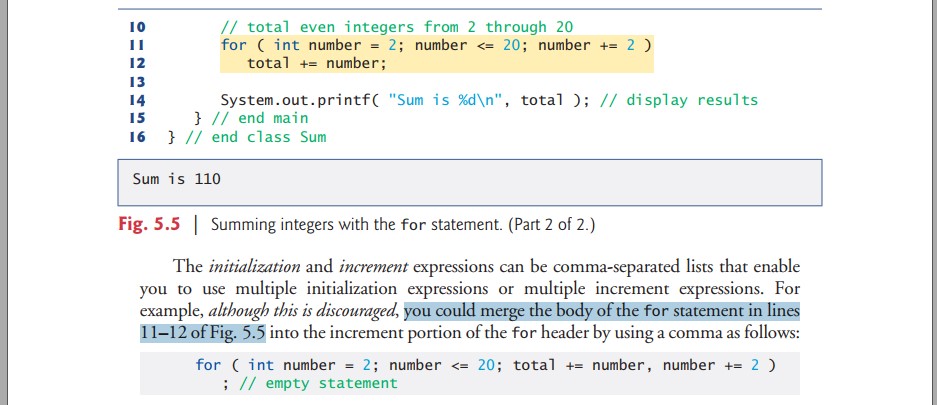 10 // total even integers from 2 through 20
11 for ( int number = 2; number <= 20; number += 2 )
12 total += number;
13
14 System.out.printf( "Sum is %d\n", total ); // display results
15 } // end main
16 } // end class Sum
Sum is 110
Fig. 5.5 | Summing integers with the for statement. (Part 2 of 2.)
The initialization and increment expressions can be comma-separated lists that enable
you to use multiple initialization expressions or multiple increment expressions. For
example, although this is discouraged, you could merge the body of the for statement in lines
11–12 of Fig. 5.5 into the increment portion of the for header by using a comma as follows:
for ( int number = 2; number <= 20; total += number, number += 2 )
; // empty statement